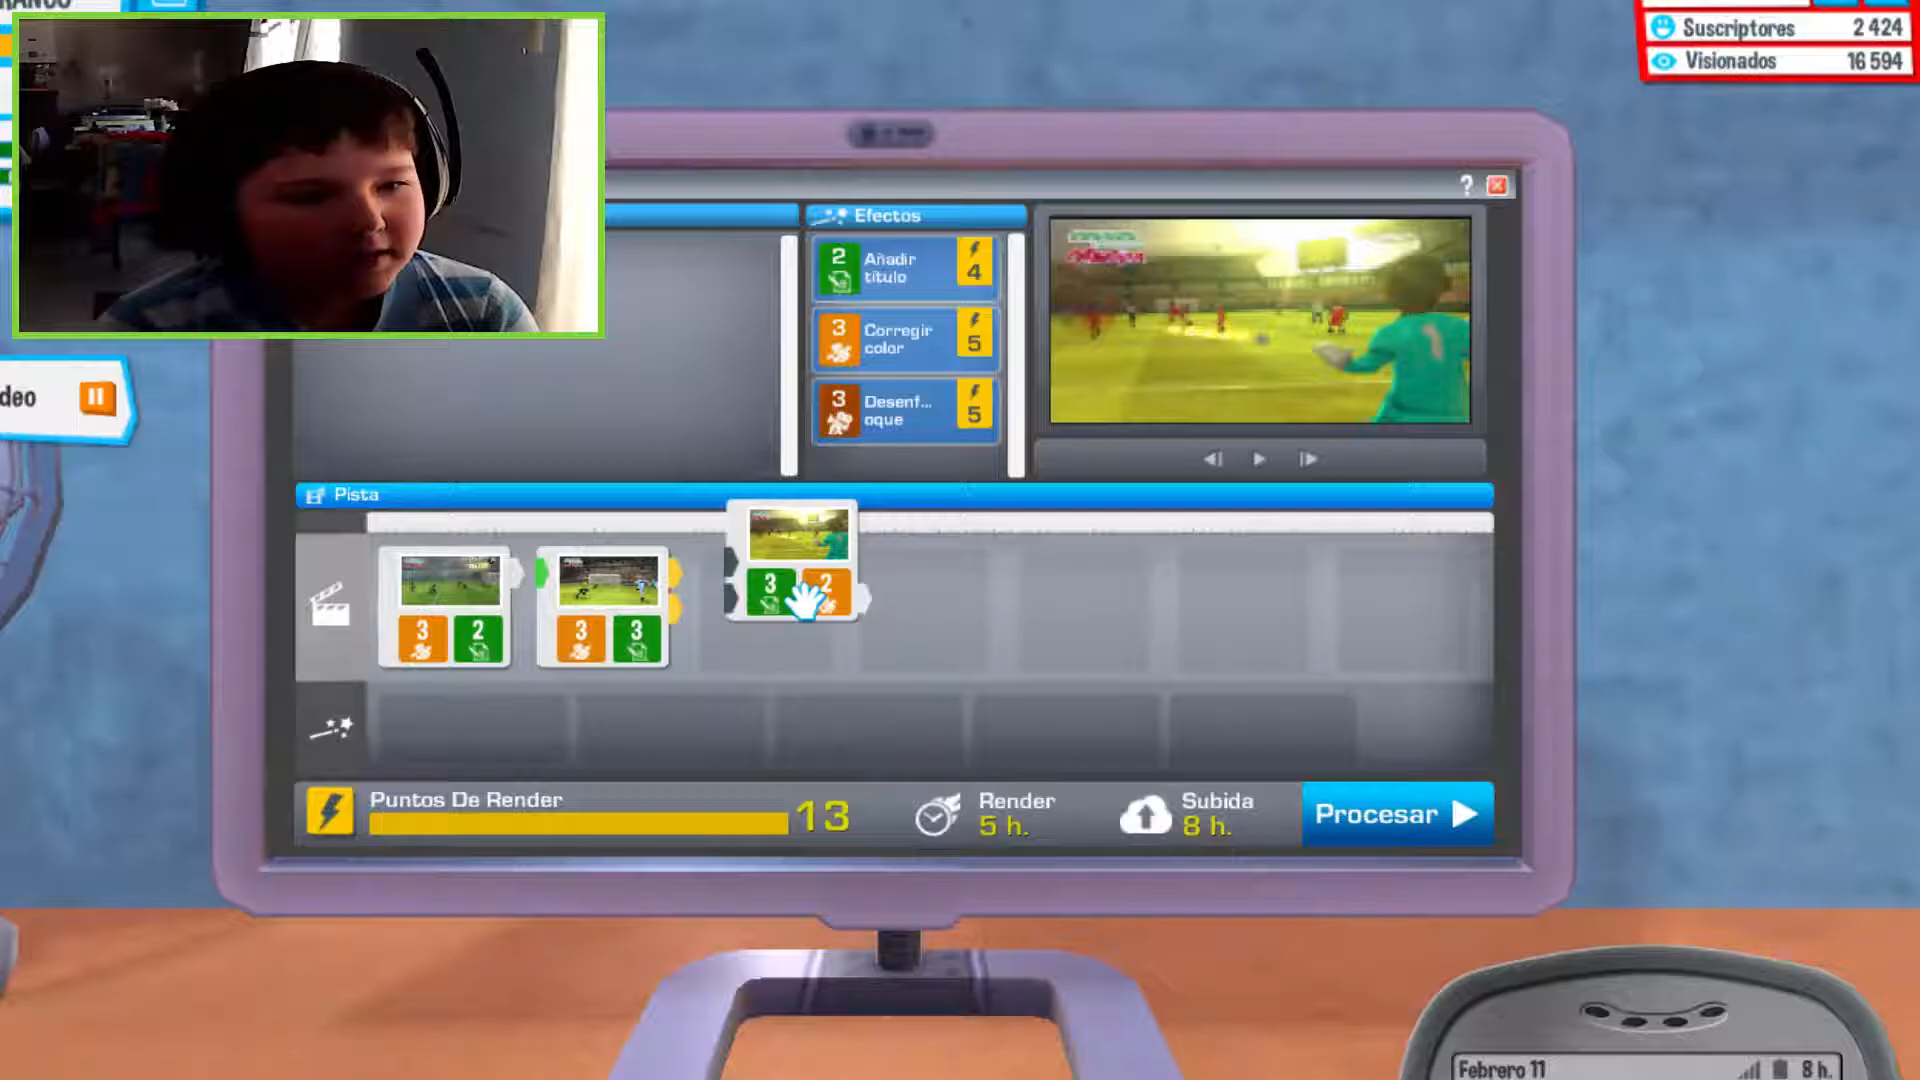 Suscriptores 2 424
Visionados 16 594
?
Efectos
2 Añadir título 4
3 Corregir color 5
3 Desenf... oque 5
deo
Pista
3 2
3 3
3 2
Puntos De Render 13
Render 5 h.
Subida 8 h.
Procesar
Febrero 11 8 h.